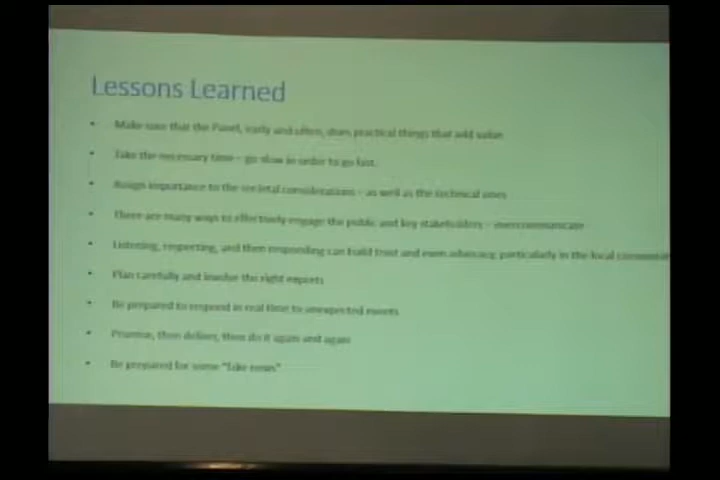 Lessons Learned
• Make sure that the Panel, early and often, does practical things that add value
• Take the necessary time – go slow in order to go fast.
• Assign importance to the societal considerations – as well as the technical ones
• There are many ways to effectively engage the public and key stakeholders – overcommunicate
• Listening, respecting, and then responding can build trust and even advocacy, particularly in the local
• Plan carefully and involve the right experts
• Be prepared to respond in real time to unexpected events
• Promise, then deliver, then do it again and again
• Be prepared for some "fake news"